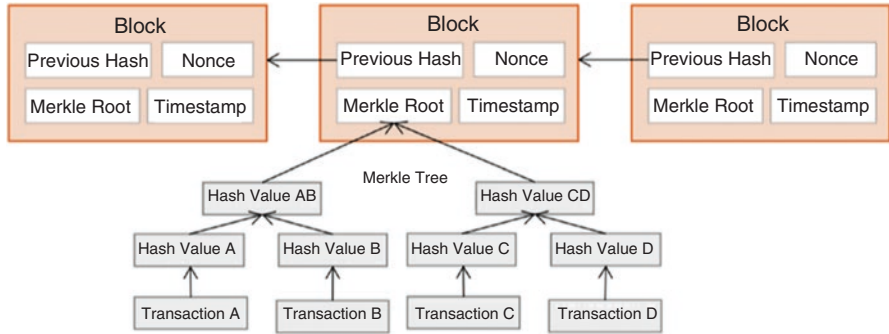 Block Block Block
Previous Hash Nonce Previous Hash Nonce Previous Hash Nonce
Merkle Root Timestamp Merkle Root Timestamp Merkle Root Timestamp
Merkle Tree
Hash Value AB Hash Value CD
Hash Value A Hash Value B Hash Value C Hash Value D
Transaction A Transaction B Transaction C Transaction D